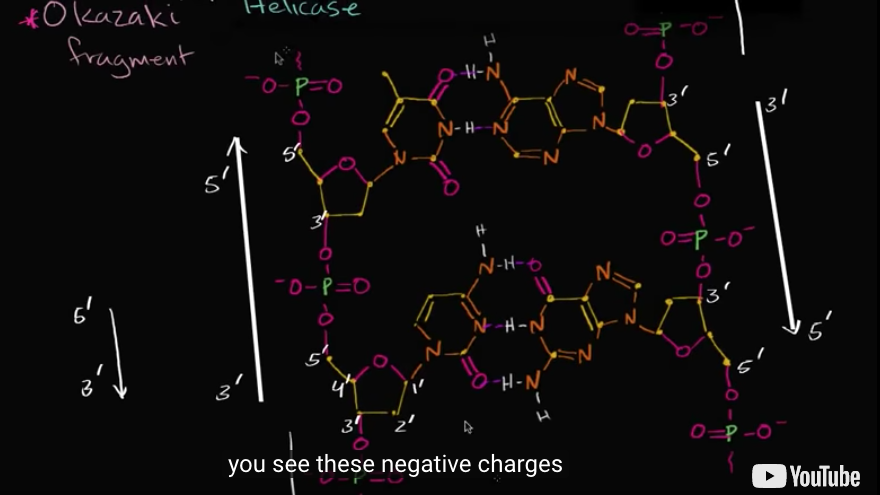 *Okazaki
fragment
Helicase
O=P-O⁻
O
⁻O-P=O
O
5'
O
O-H-N
H
N-H-N
N
O
N
N
N
3'
O
5'
3'
5'
O
3'
O
⁻O-P=O
O
5'
O
O=P-O⁻
O
3'
5'
O
H
N-H-O
N-H-N
O-H-N
H
N
N
N
N
3'
O
5'
5'
3'
3'
4'
O
1'
3'
2'
O
P=O
O
O=P-O⁻
you see these negative charges
YouTube